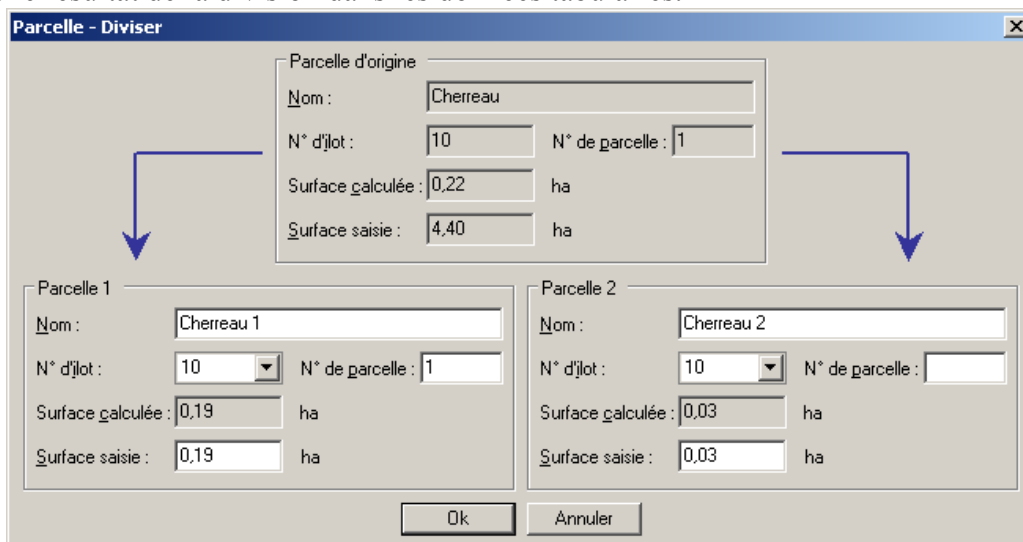 Parcelle - Diviser
Parcelle d'origine
Nom : Cherreau
N° d'ilot : 10 N° de parcelle : 1
Surface calculée : 0,22 ha
Surface saisie : 4,40 ha
Parcelle 1
Nom : Cherreau 1
N° d'ilot : 10 N° de parcelle : 1
Surface calculée : 0,19 ha
Surface saisie : 0,19 ha
Parcelle 2
Nom : Cherreau 2
N° d'ilot : 10 N° de parcelle :
Surface calculée : 0,03 ha
Surface saisie : 0,03 ha
Ok Annuler